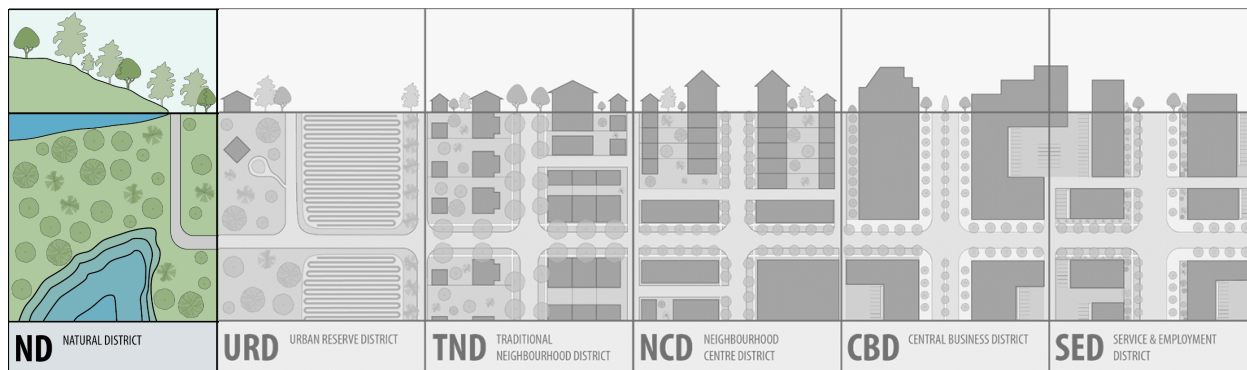 ND NATURAL DISTRICT
URD URBAN RESERVE DISTRICT
TND TRADITIONAL
NEIGHBOURHOOD DISTRICT
NCD NEIGHBOURHOOD
CENTRE DISTRICT
CBD CENTRAL BUSINESS DISTRICT
SED SERVICE & EMPLOYMENT
DISTRICT